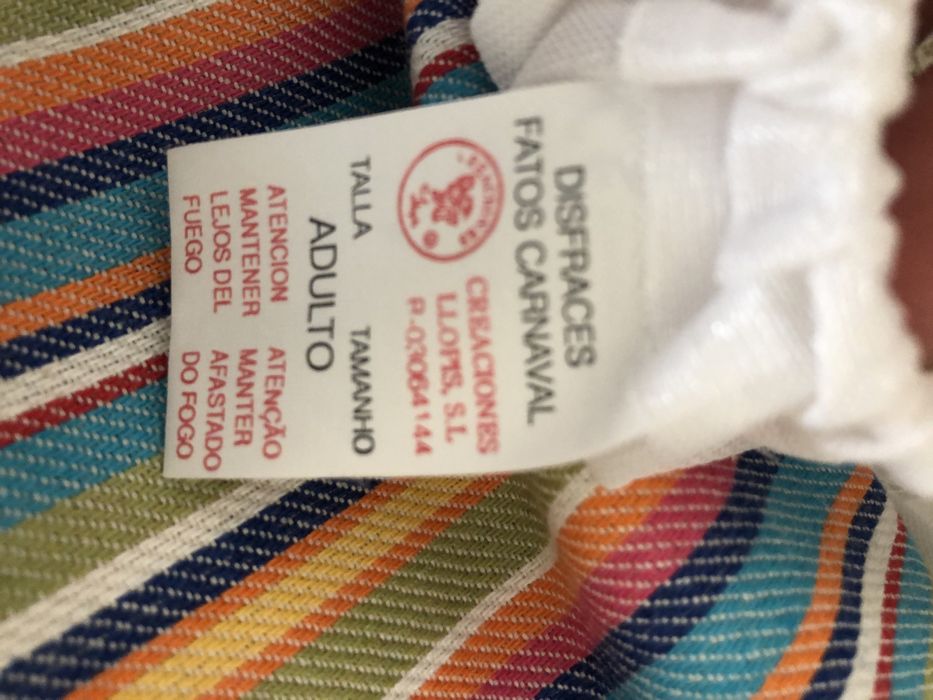 DISFRACES
FATOS CARNAVAL
CREACIONES
LLOPIS, S.L
R-03064144
TALLA TAMANHO
ADULTO
ATENCION
MANTENER
LEJOS DEL
FUEGO
ATENÇÃO
MANTER
AFASTADO
DO FOGO